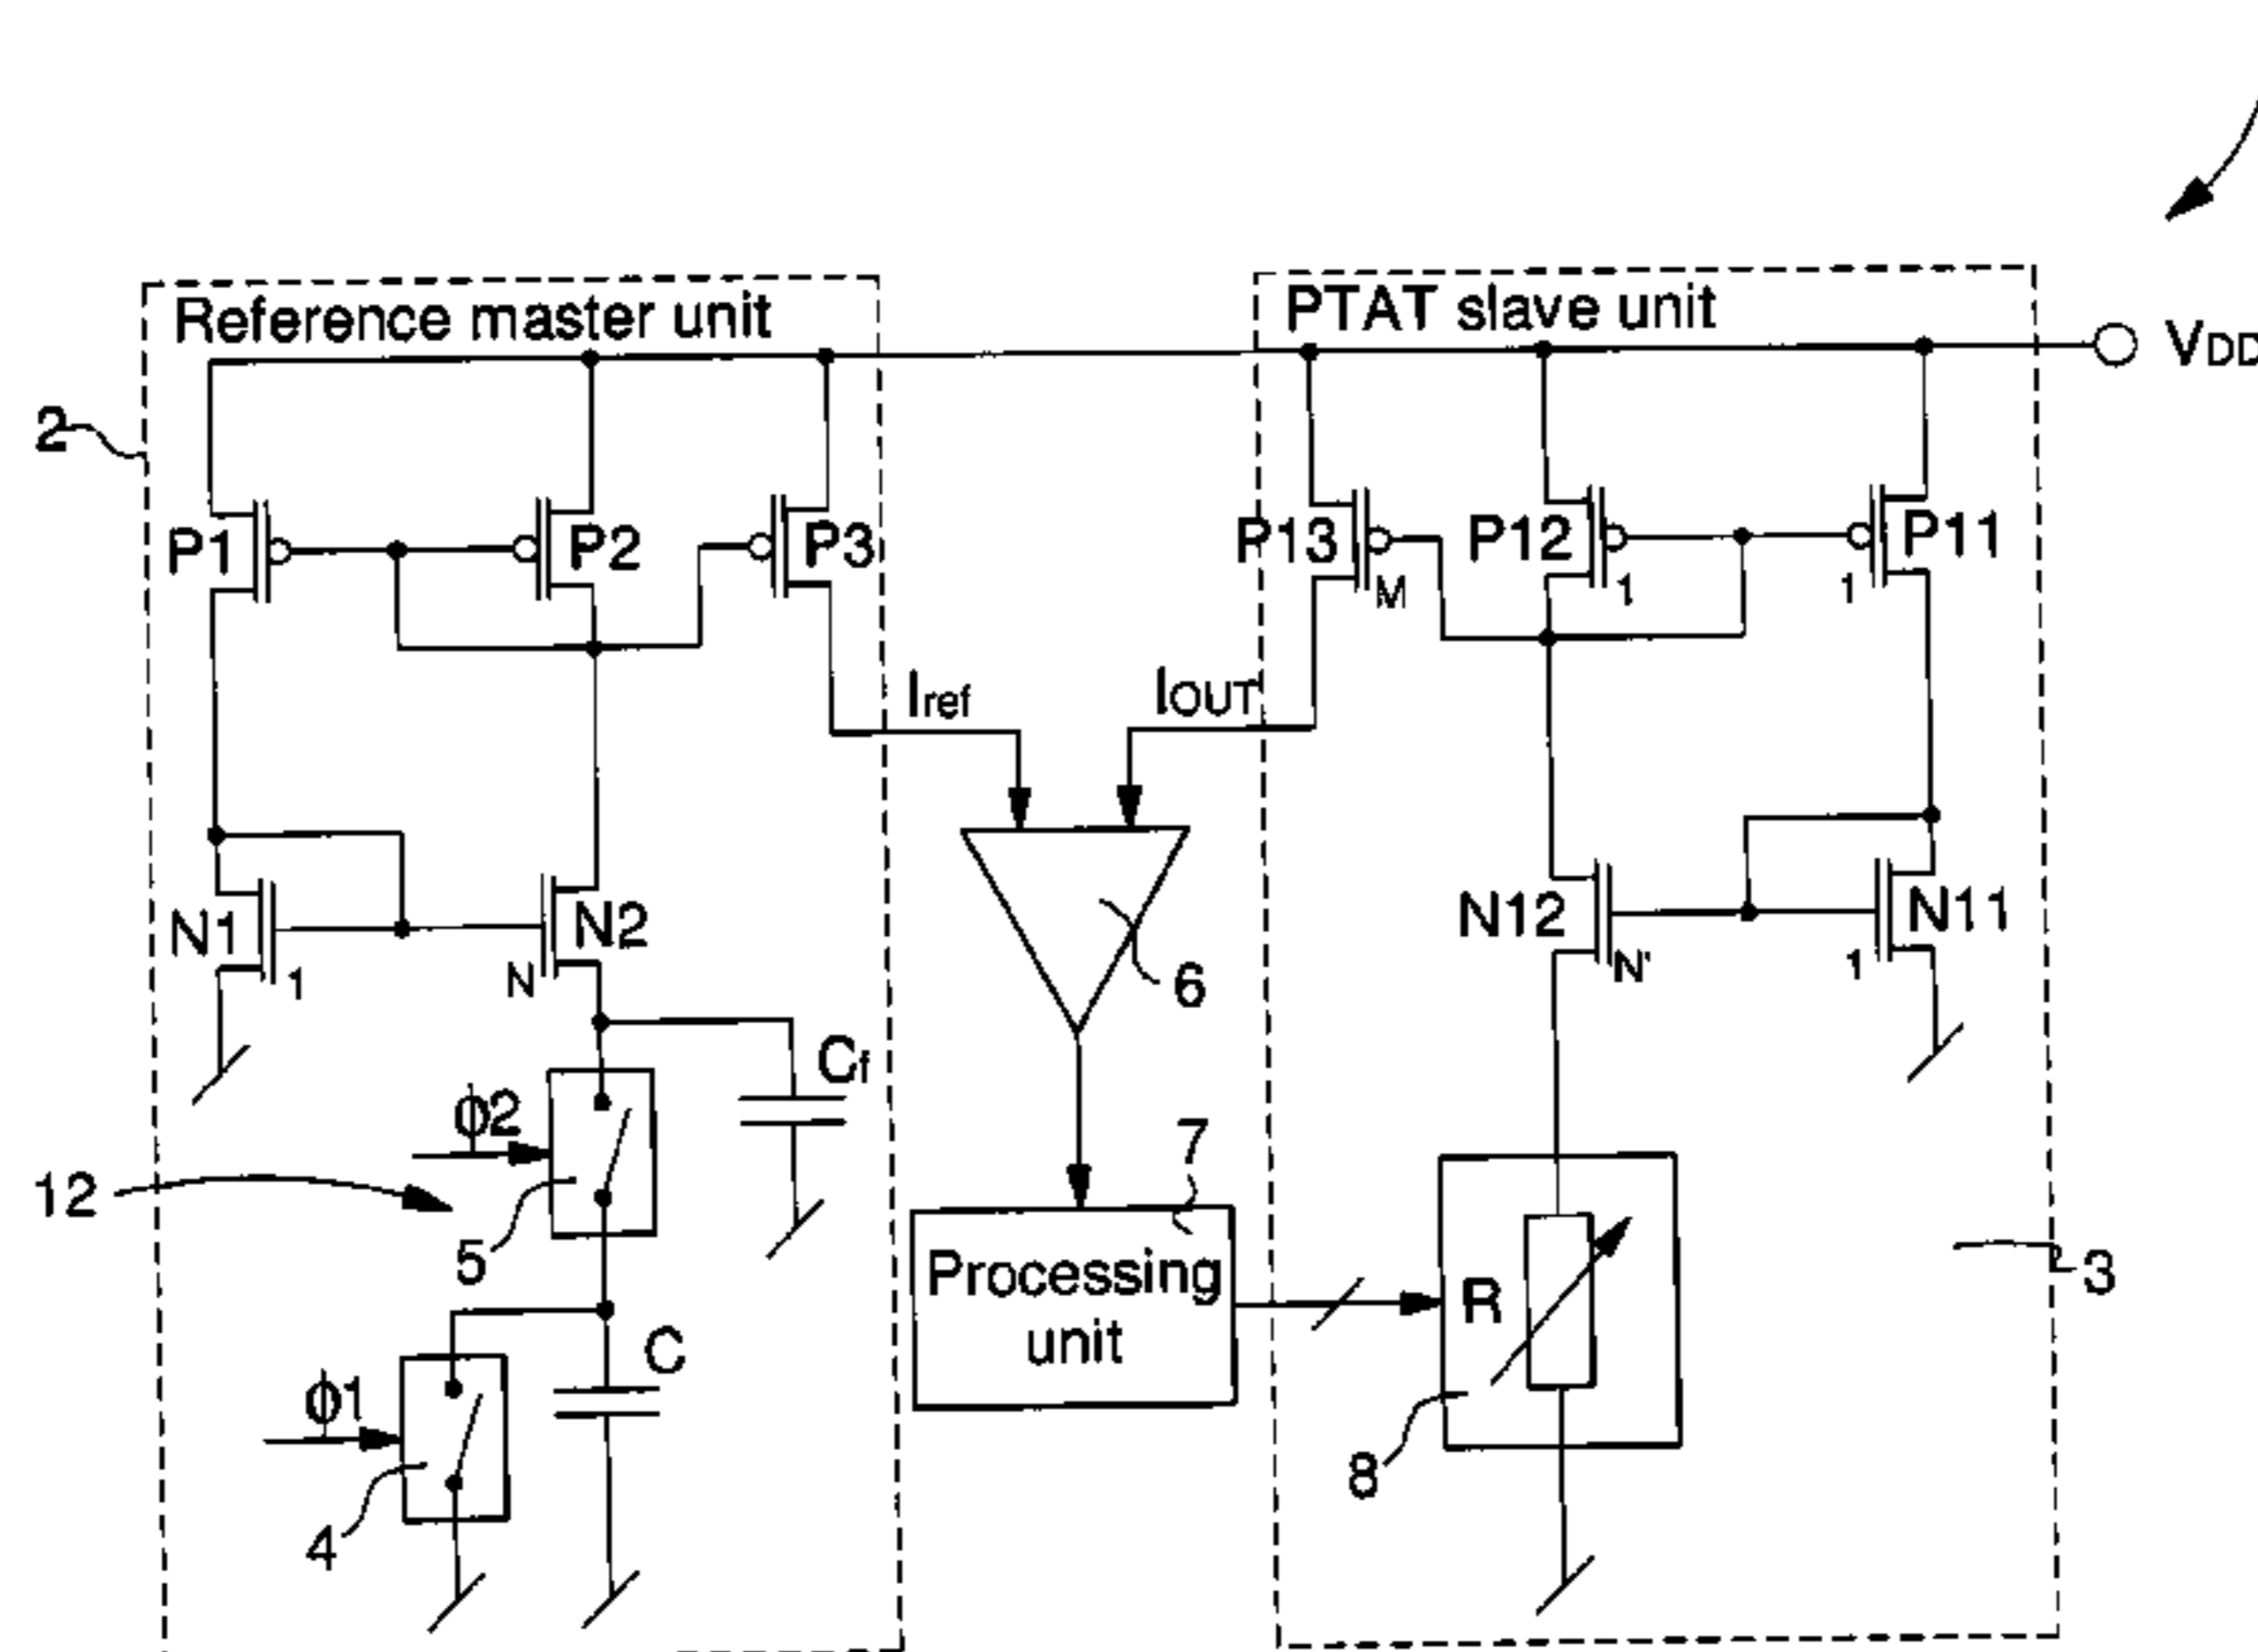 Reference master unit
PTAT slave unit
VDD
2
P1
P2
P3
P13
M
P12
1
P11
1
Iref
IOUT
N1
1
N2
N
6
N12
N'
N11
1
Cf
ϕ2
12
5
7
Processing
unit
R
3
C
ϕ1
4
8